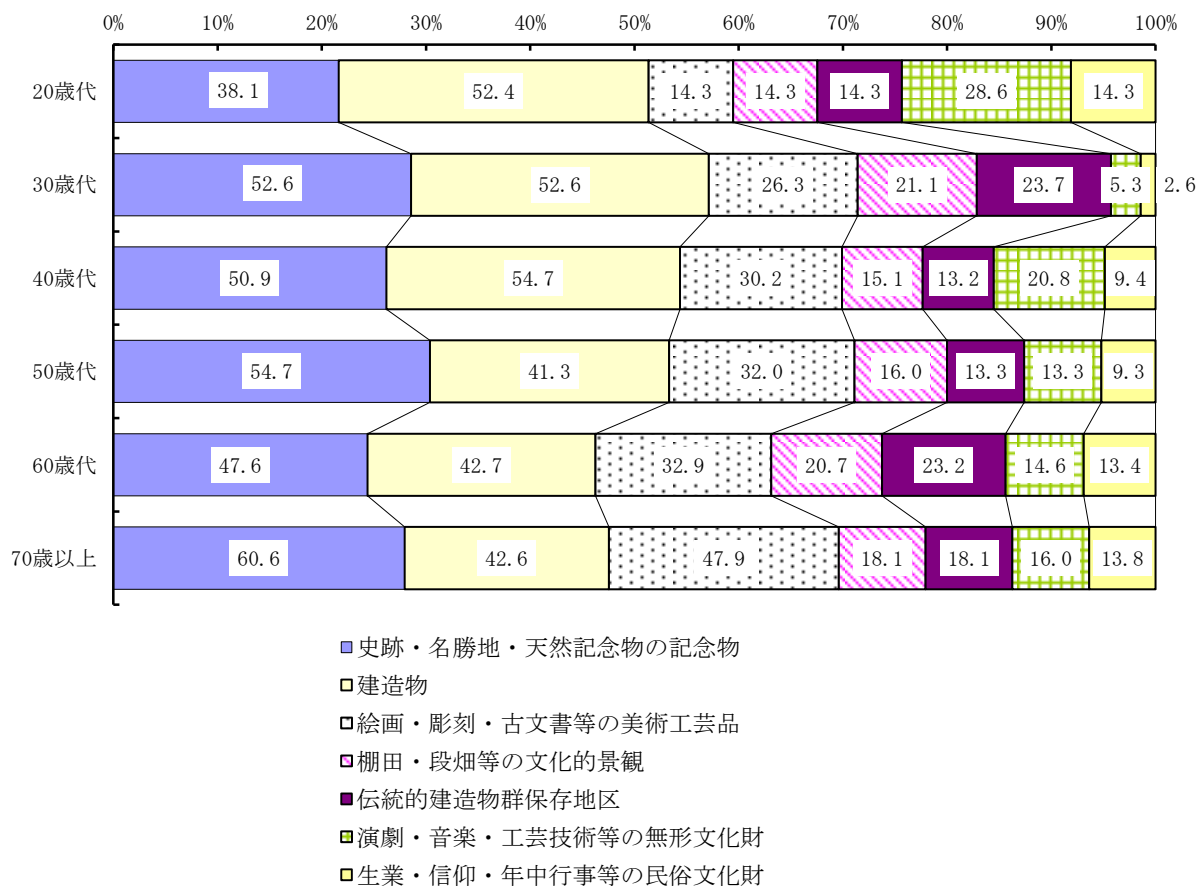 0% 10% 20% 30% 40% 50% 60% 70% 80% 90% 100%
20歳代 38.1 52.4 14.3 14.3 14.3 28.6 14.3
30歳代 52.6 52.6 26.3 21.1 23.7 5.3 2.6
40歳代 50.9 54.7 30.2 15.1 13.2 20.8 9.4
50歳代 54.7 41.3 32.0 16.0 13.3 13.3 9.3
60歳代 47.6 42.7 32.9 20.7 23.2 14.6 13.4
70歳以上 60.6 42.6 47.9 18.1 18.1 16.0 13.8
史跡・名勝地・天然記念物の記念物
建造物
絵画・彫刻・古文書等の美術工芸品
棚田・段畑等の文化的景観
伝統的建造物群保存地区
演劇・音楽・工芸技術等の無形文化財
生業・信仰・年中行事等の民俗文化財